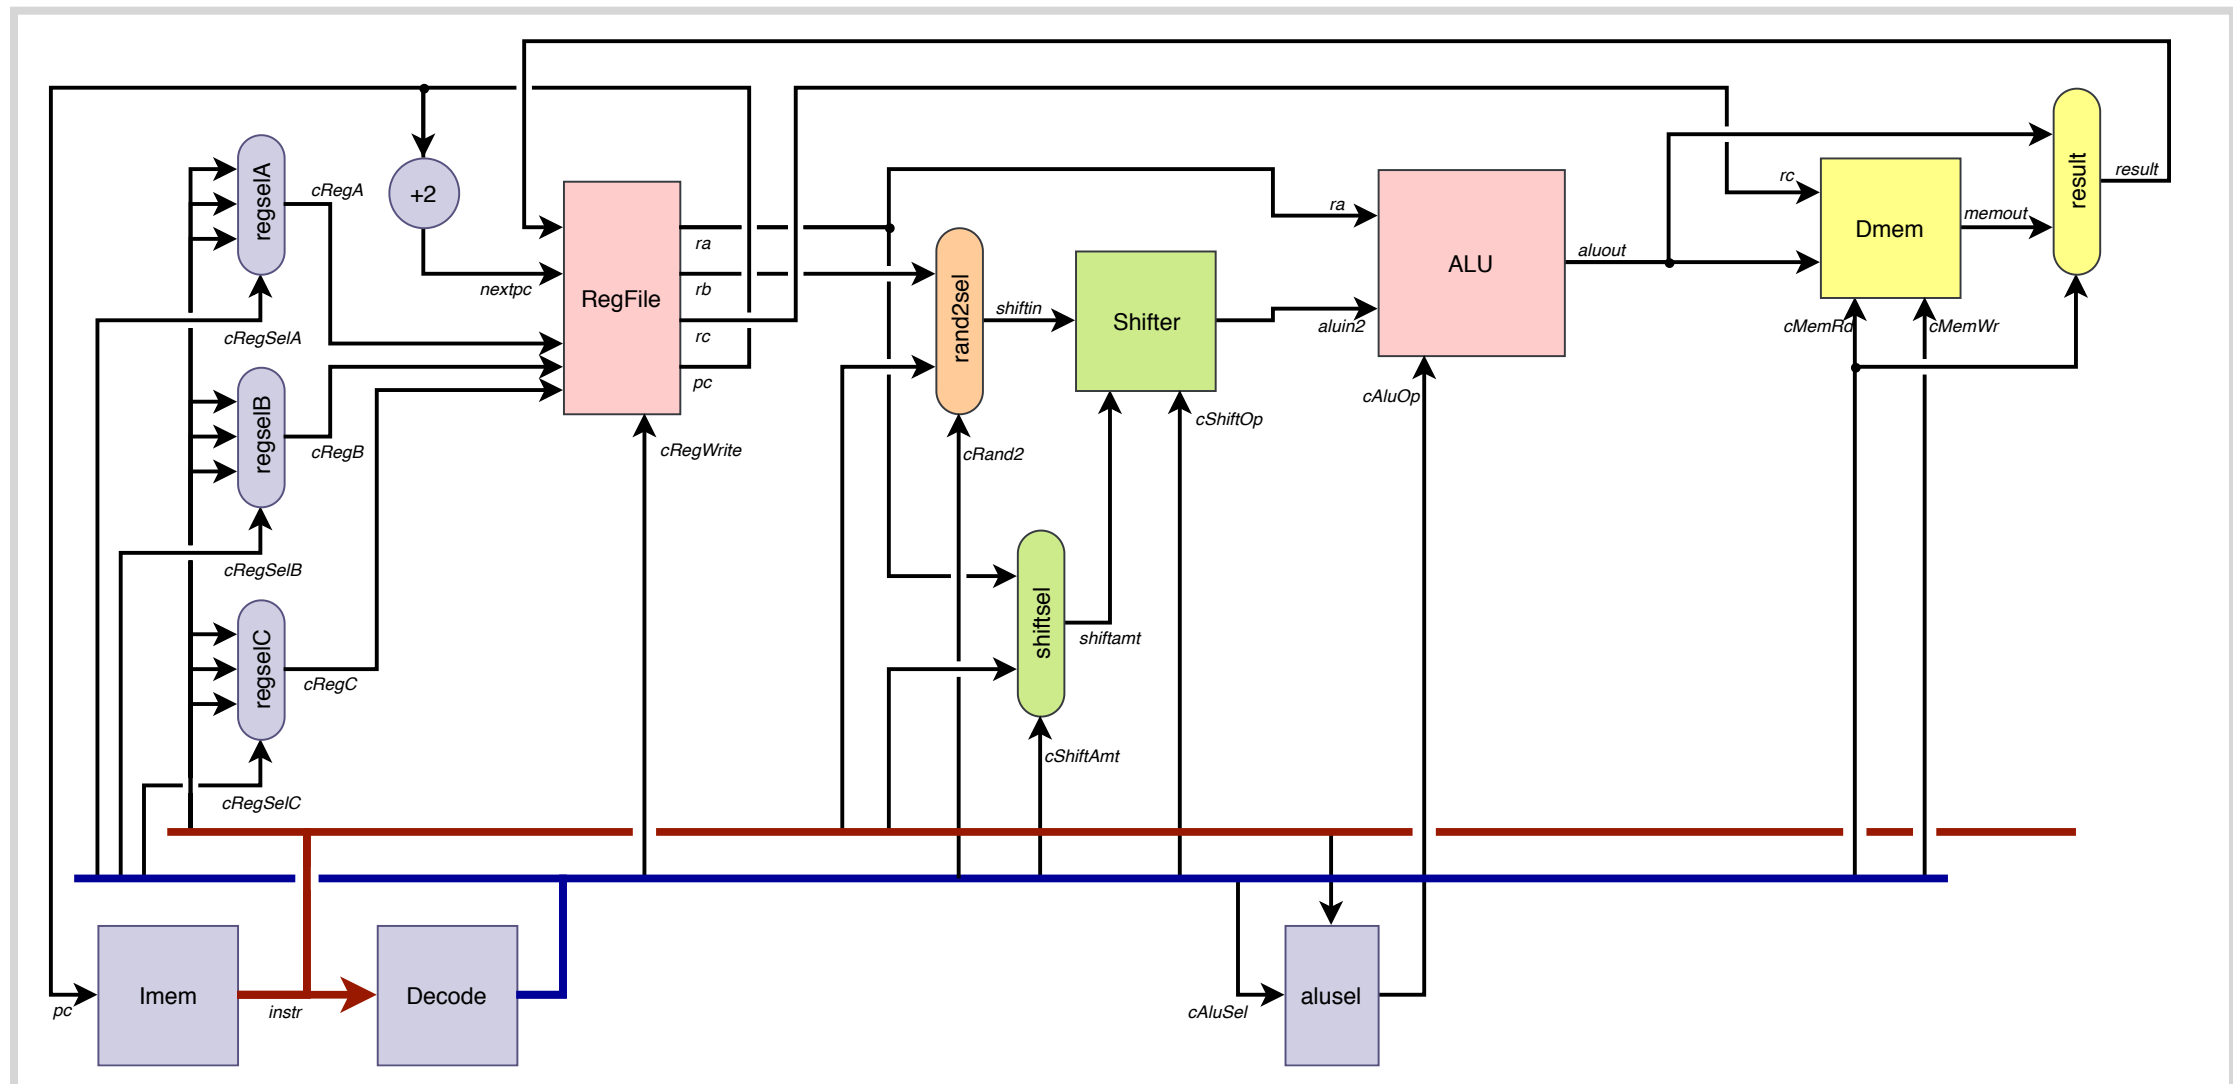 regselA
cRegA
+2
cRegSelA
nextpc
RegFile
ra
rb
rc
pc
regselB
cRegB
cRegSelB
cRegWrite
regselC
cRegC
cRegSelC
rand2sel
cRand2
shiftin
Shifter
cShiftOp
shiftsel
shiftamt
cShiftAmt
ra
aluin2
ALU
cAluOp
aluout
rc
Dmem
memout
cMemRd
cMemWr
result
result
pc
Imem
instr
Decode
cAluSel
alusel